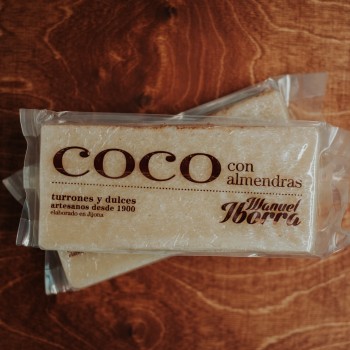 coco con
almendras
turrones y dulces
artesanos desde 1900
elaborado en Jijona
Manuel
Iborra